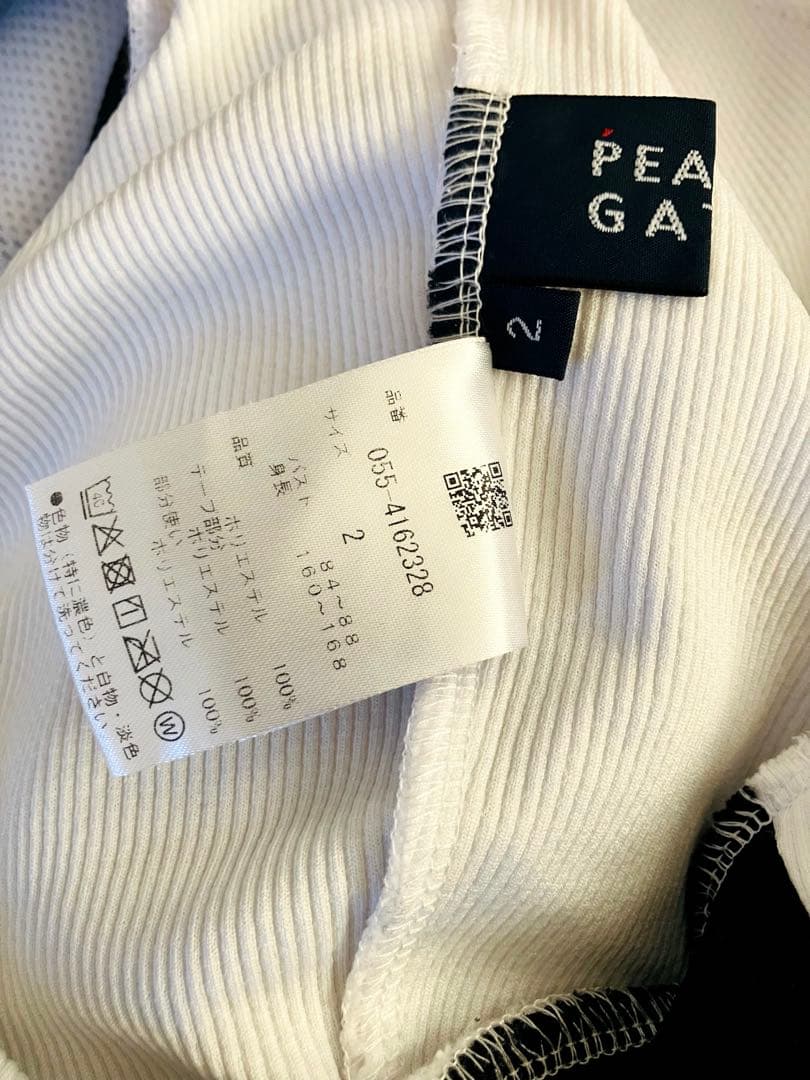 PEA
GA
2
品番 055-4162328
サイズ 2
バスト 84~88
身長 160~168
品質 ポリエステル 100%
テープ部分
ポリエステル 100%
部分使い
ポリエステル 100%
40
W
●色物(特に濃色)と白物・淡色
物は分けて洗ってください